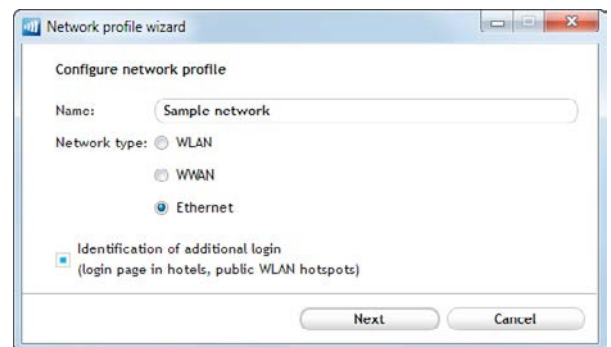 Network profile wizard
Configure network profile
Name: Sample network
Network type: WLAN
WWAN
Ethernet
Identification of additional login
(login page in hotels, public WLAN hotspots)
Next Cancel